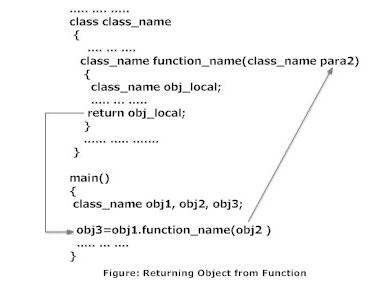 ..... .... .....
class class_name
{
.... ... ....
class_name function_name(class_name para2)
{
class_name obj_local;
..... ... .....
return obj_local;
}
...... ..... .......
}
main()
{
class_name obj1, obj2, obj3;
obj3=obj1.function_name(obj2 )
..... ... ....
}
Figure: Returning Object from Function